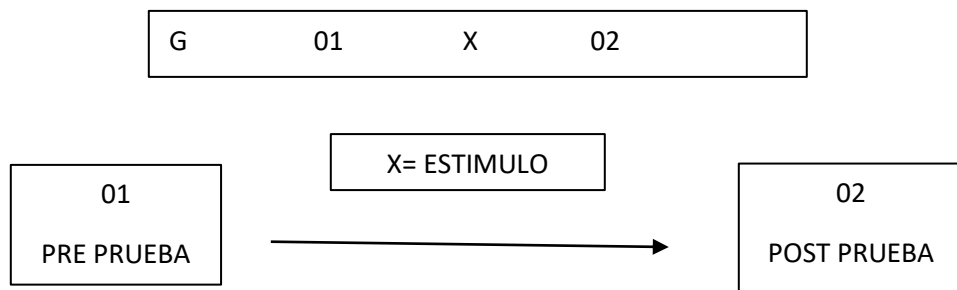 G 01 X 02
X= ESTIMULO
01
PRE PRUEBA
02
POST PRUEBA